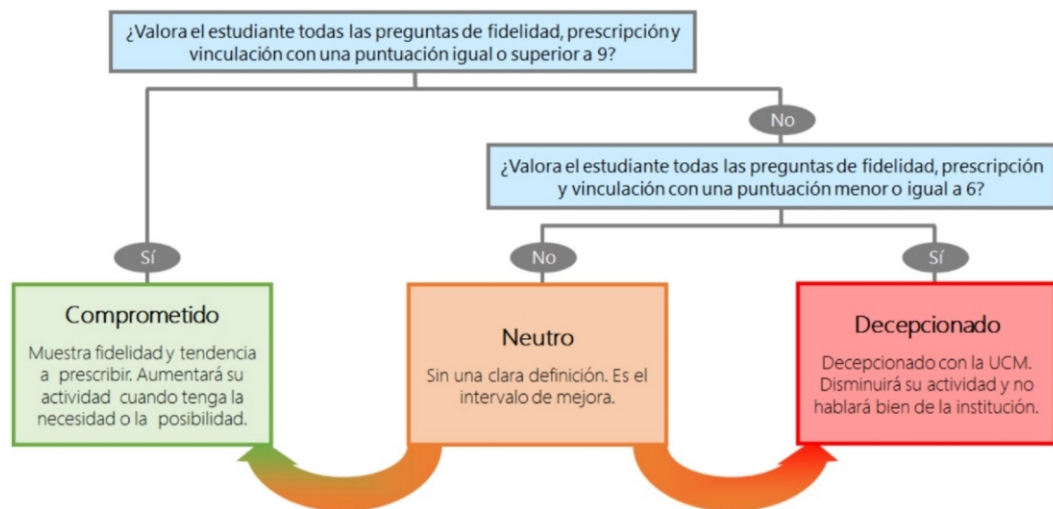 ¿Valora el estudiante todas las preguntas de fidelidad, prescripción y
vinculación con una puntuación igual o superior a 9?
No
¿Valora el estudiante todas las preguntas de fidelidad, prescripción
y vinculación con una puntuación menor o igual a 6?
Sí
No
Sí
Comprometido
Muestra fidelidad y tendencia
a prescribir. Aumentará su
actividad cuando tenga la
necesidad o la posibilidad.
Neutro
Sin una clara definición. Es el
intervalo de mejora.
Decepcionado
Decepcionado con la UCM.
Disminuirá su actividad y no
hablará bien de la institución.